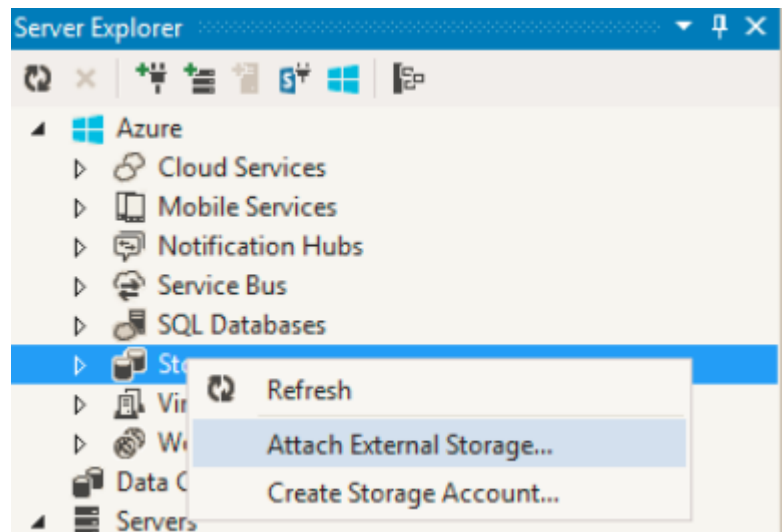 Server Explorer
Azure
Cloud Services
Mobile Services
Notification Hubs
Service Bus
SQL Databases
Refresh
Attach External Storage...
Create Storage Account...
Data
Servers